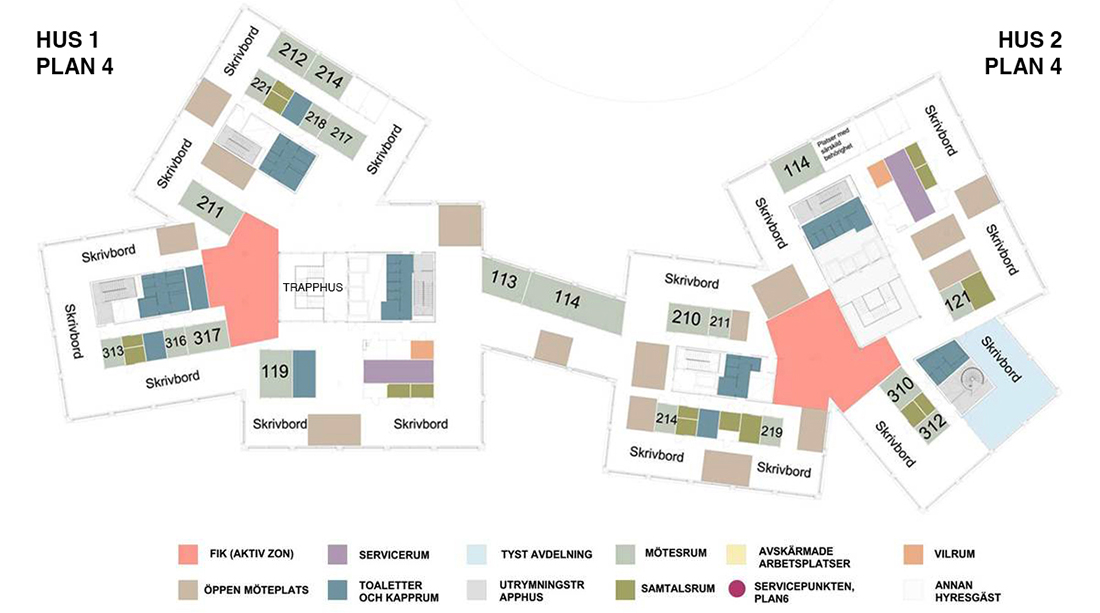 HUS 1
PLAN 4
HUS 2
PLAN 4
Skrivbord
212
214
221
218
217
Skrivbord
Skrivbord
211
Skrivbord
Skrivbord
313
316
317
Skrivbord
TRAPPHUS
119
Skrivbord
Skrivbord
113
114
Skrivbord
210
211
214
219
Skrivbord
Skrivbord
114
Platser med
särskild
behörighet
Skrivbord
Skrivbord
Skrivbord
121
Skrivbord
310
312
Skrivbord
FIK (AKTIV ZON)
SERVICERUM
TYST AVDELNING
MÖTESRUM
AVSKÄRMADE
ARBETSPLATSER
VILRUM
ÖPPEN MÖTEPLATS
TOALETTER
OCH KAPPRUM
UTRYMNINGSTR
APPHUS
SAMTALSRUM
SERVICEPUNKTEN,
PLAN6
ANNAN
HYRESGÄST